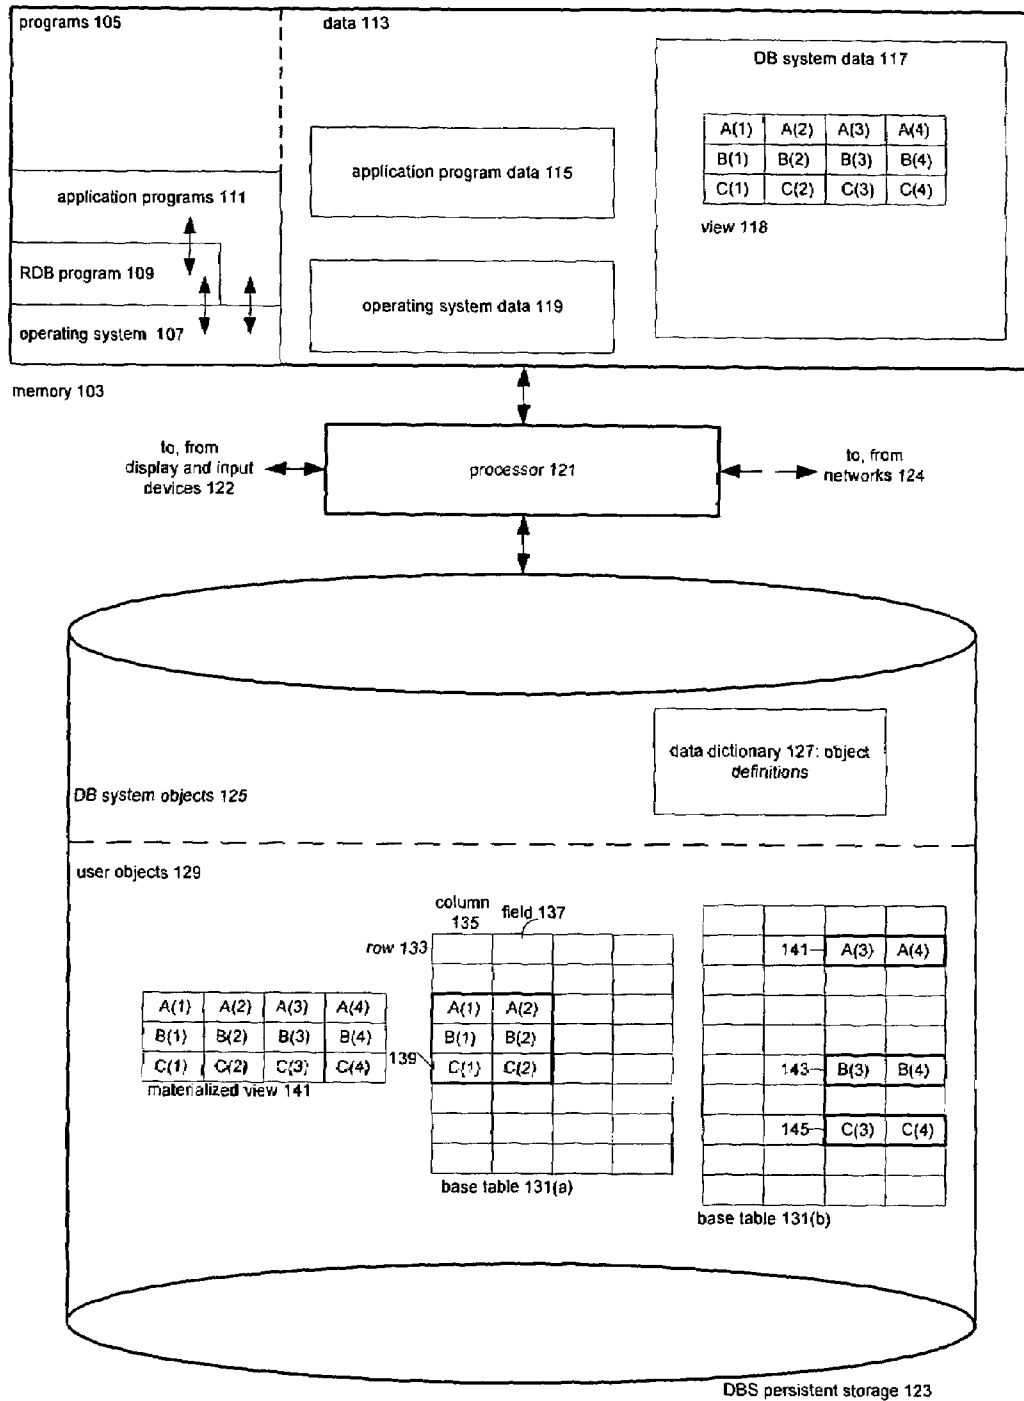 programs 105
data 113
DB system data 117
A(1) A(2) A(3) A(4)
B(1) B(2) B(3) B(4)
C(1) C(2) C(3) C(4)
view 118
application program data 115
application programs 111
RDB program 109
operating system data 119
operating system 107
memory 103
to, from
display and input
devices 122
processor 121
to, from
networks 124
data dictionary 127: object
definitions
DB system objects 125
user objects 129
column
135
field 137
row 133
A(1) A(2) A(3) A(4)
B(1) B(2) B(3) B(4)
C(1) C(2) C(3) C(4)
materialized view 141
139
A(1) A(2)
B(1) B(2)
C(1) C(2)
base table 131(a)
141 A(3) A(4)
143 B(3) B(4)
145 C(3) C(4)
base table 131(b)
DBS persistent storage 123